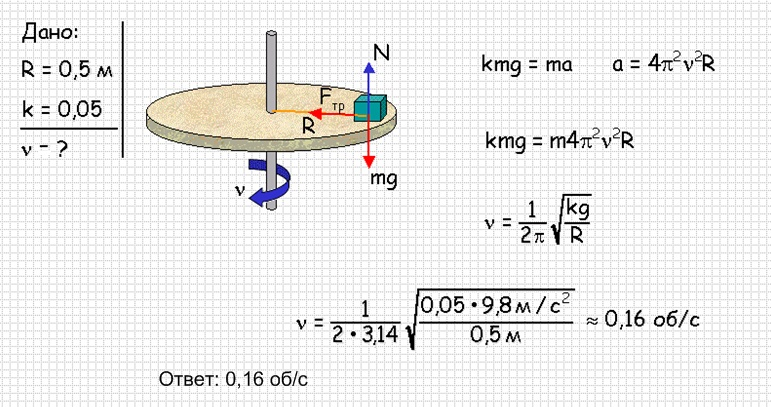 Дано:
R = 0,5 м
k = 0,05
ν - ?
N
Fтр
R
mg
ν
kmg = ma a = 4π²ν²R
kmg = m4π²ν²R
ν = 1/2π √kg/R
ν = 1/2 • 3,14 √0,05 • 9,8 м / с²/0,5 м ≈ 0,16 об/с
Ответ: 0,16 об/с